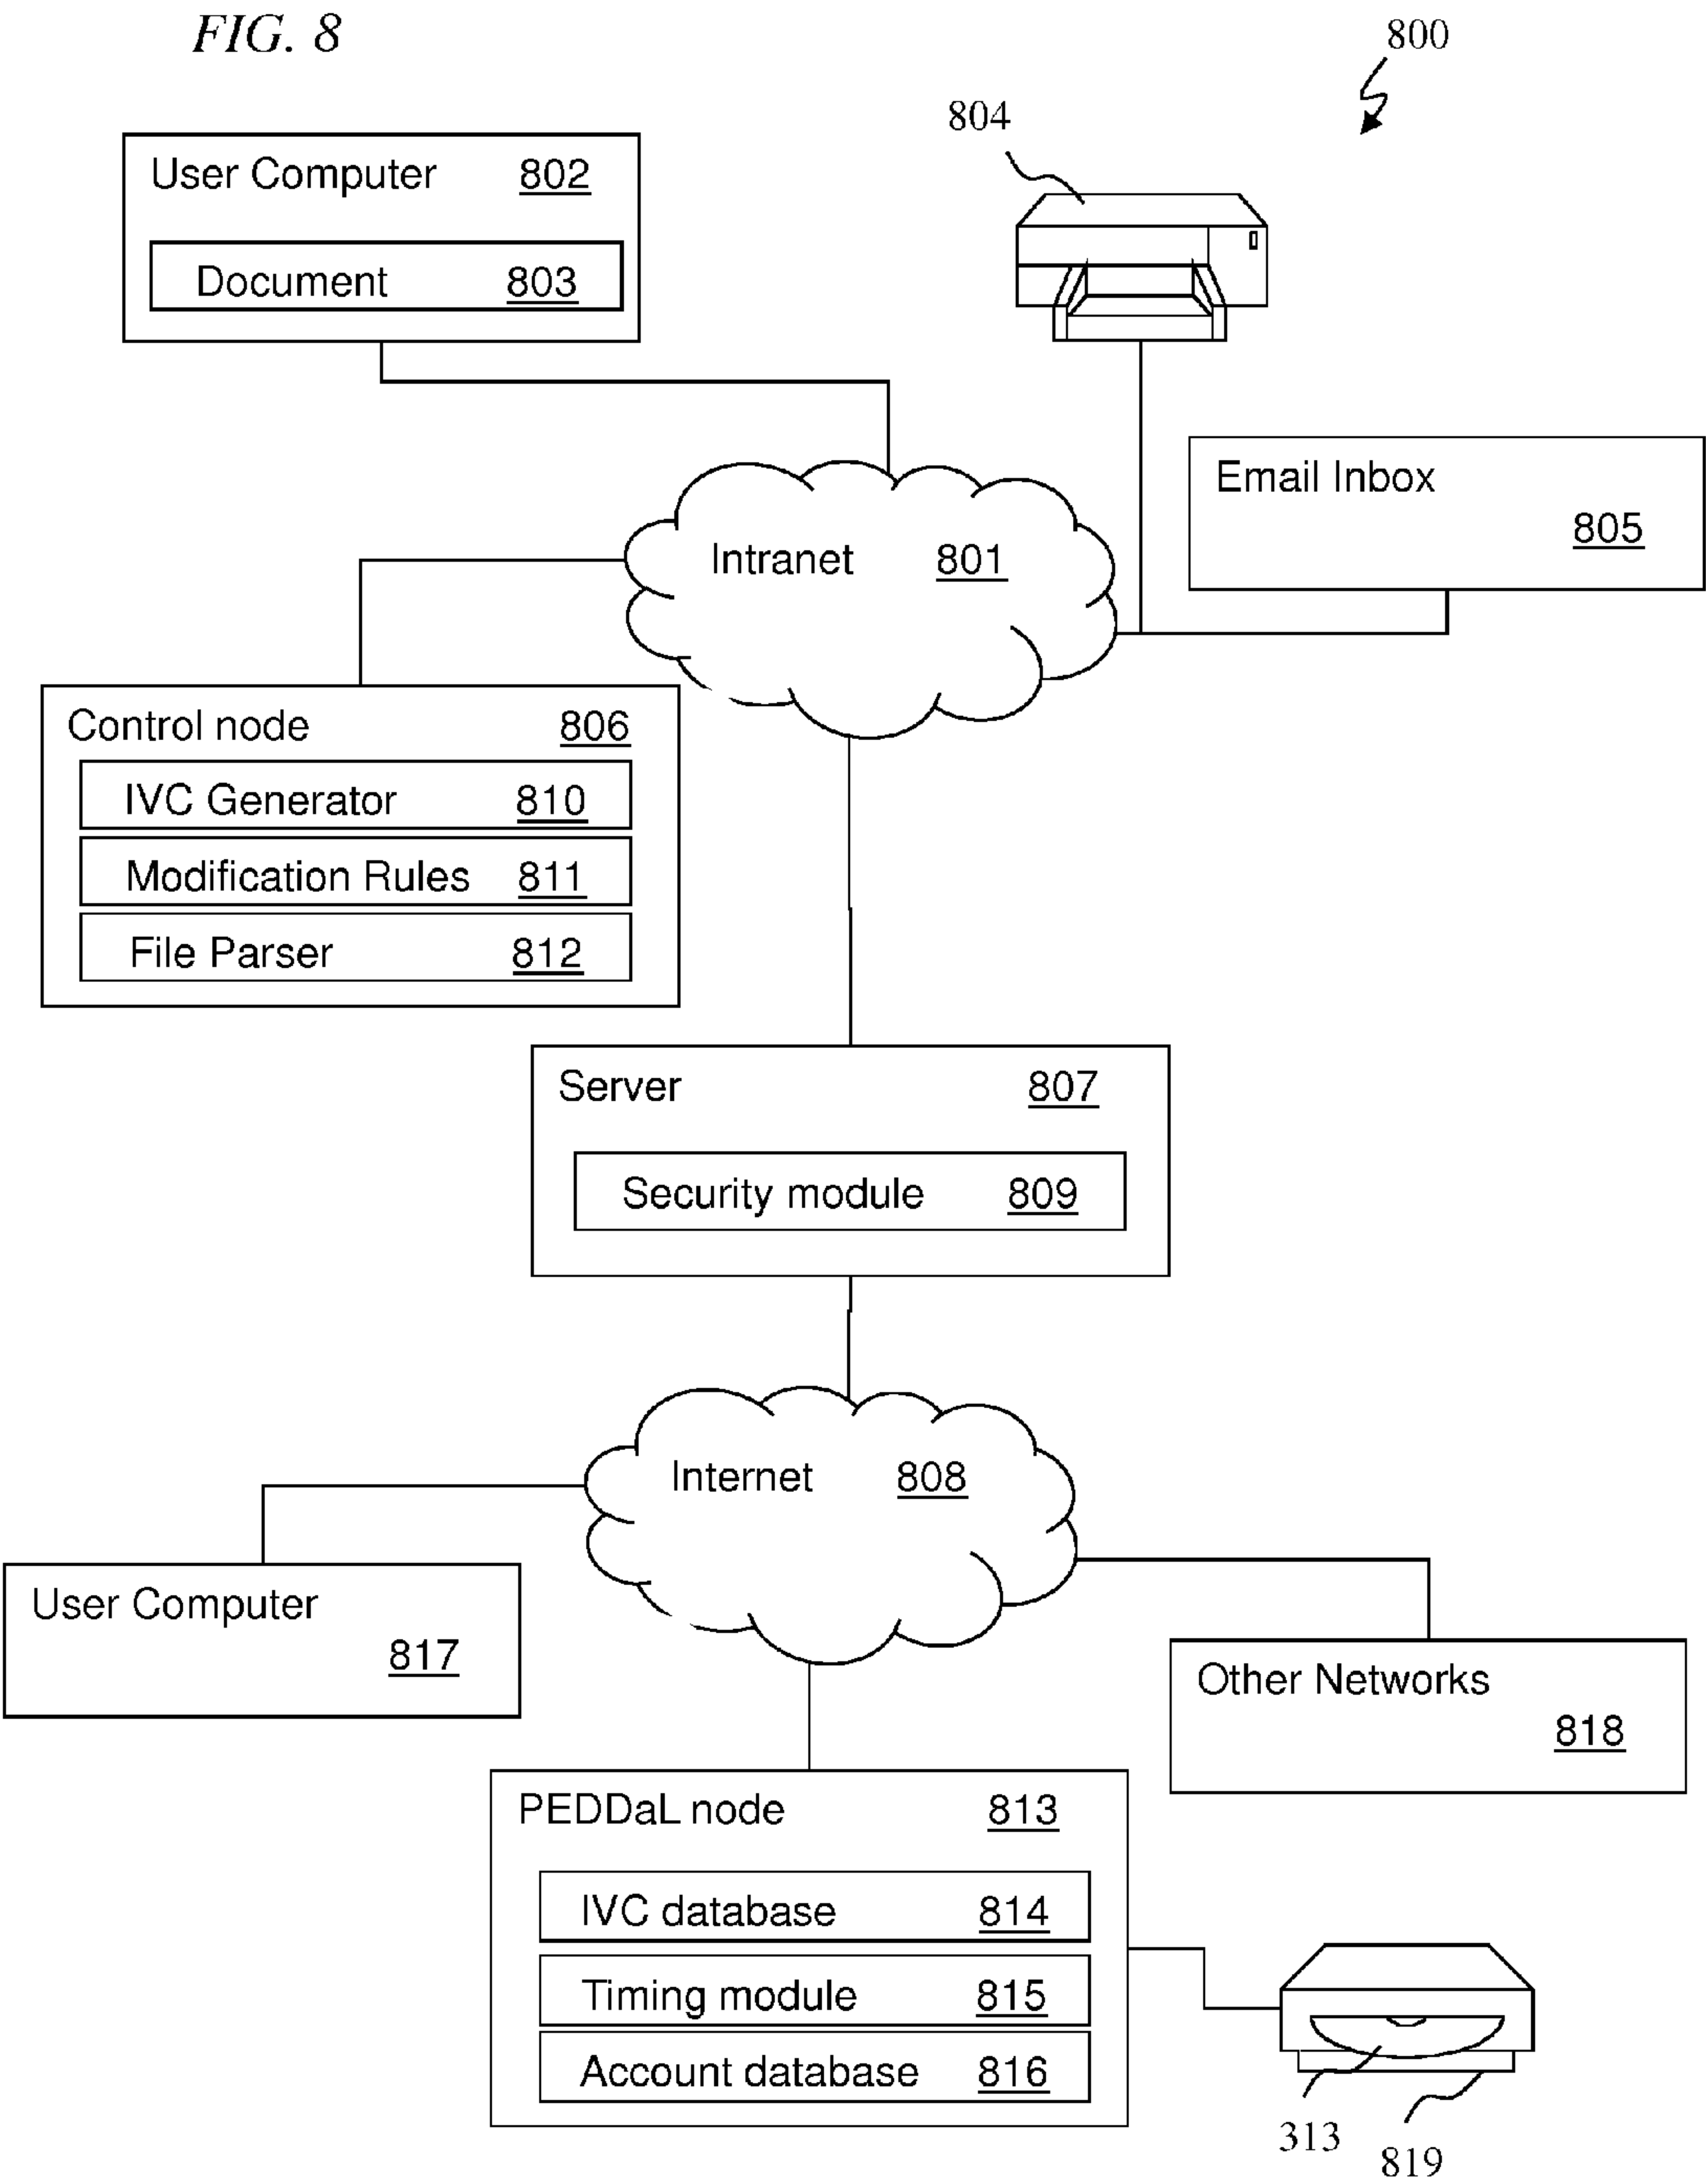 FIG. 8
800
804
User Computer 802
Document 803
Email Inbox
805
Intranet 801
Control node 806
IVC Generator 810
Modification Rules 811
File Parser 812
Server 807
Security module 809
Internet 808
User Computer
817
Other Networks
818
PEDDaL node 813
IVC database 814
Timing module 815
Account database 816
313
819